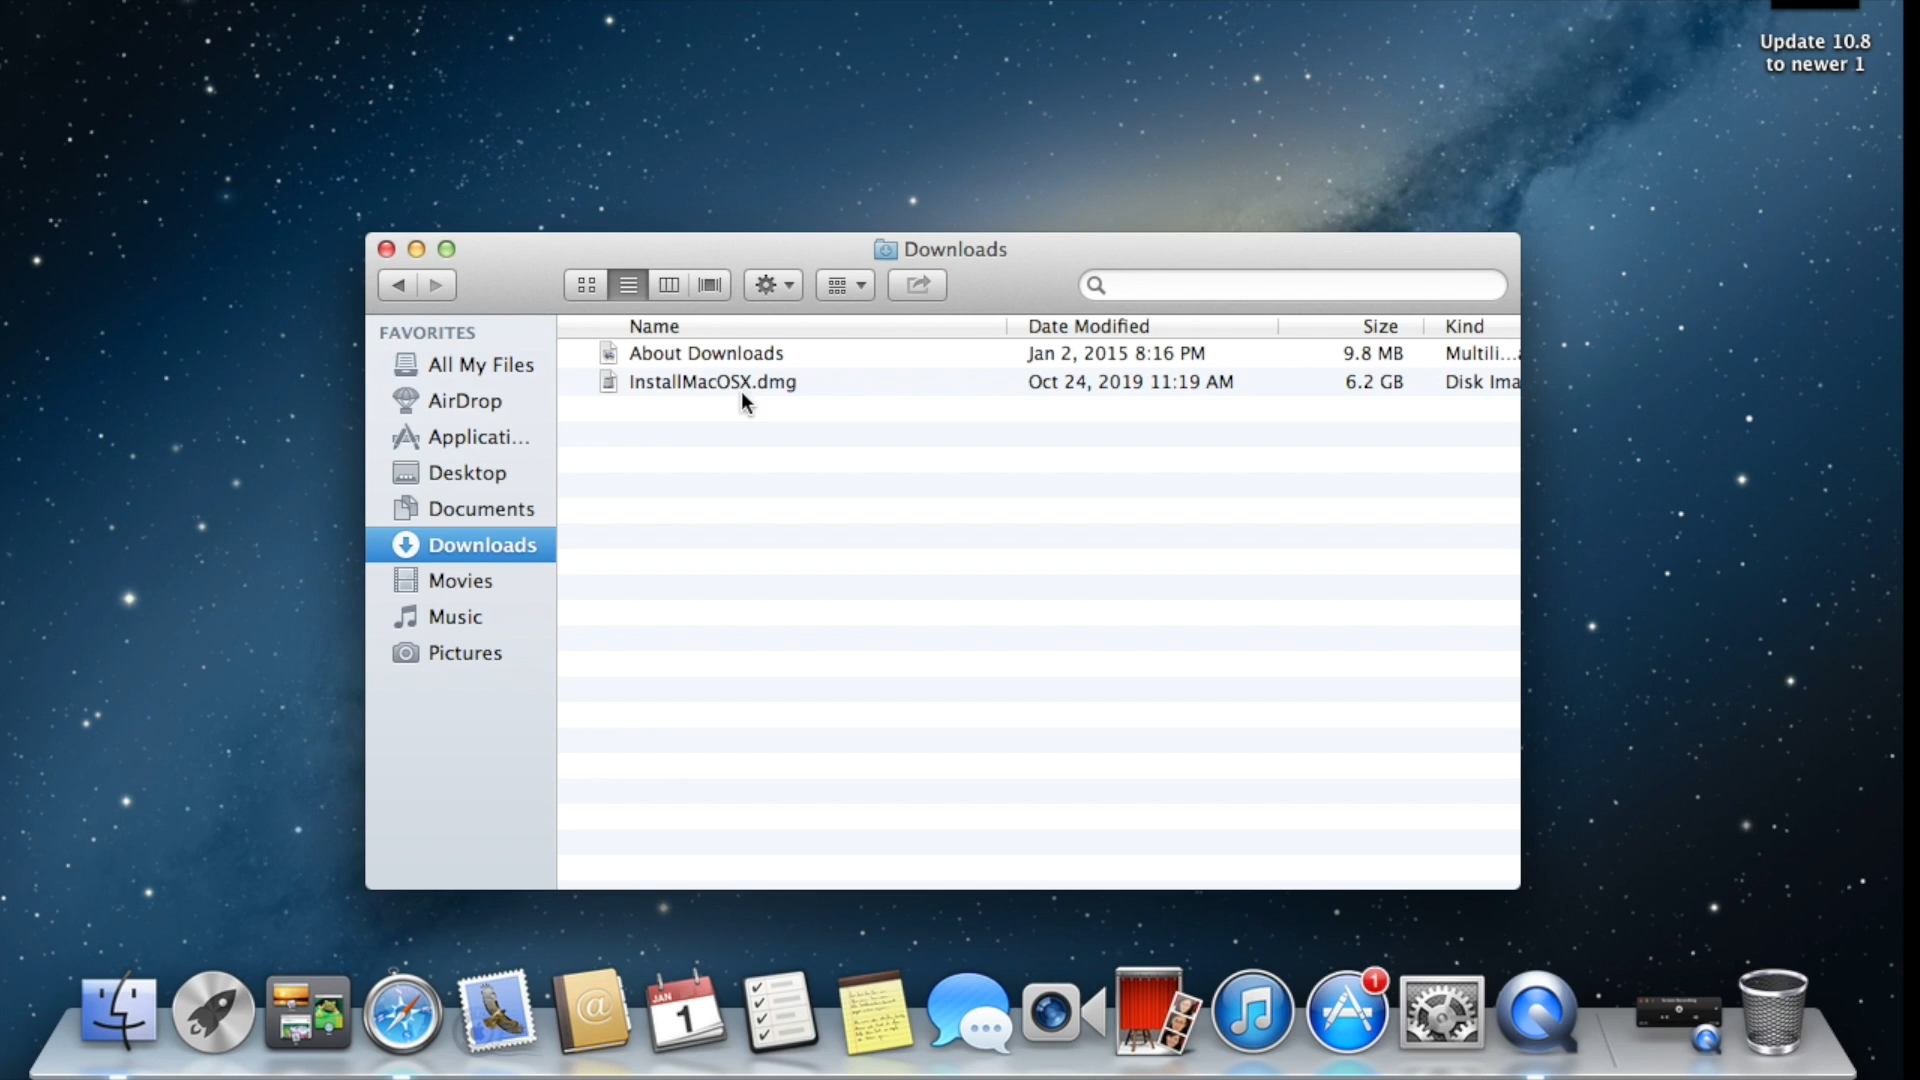 Update 10.8
to newer 1
Downloads
FAVORITES
All My Files
AirDrop
Applicati...
Desktop
Documents
Downloads
Movies
Music
Pictures
Name Date Modified Size Kind
About Downloads Jan 2, 2015 8:16 PM 9.8 MB Multili...
InstallMacOSX.dmg Oct 24, 2019 11:19 AM 6.2 GB Disk Ima
JAN
1
@
1